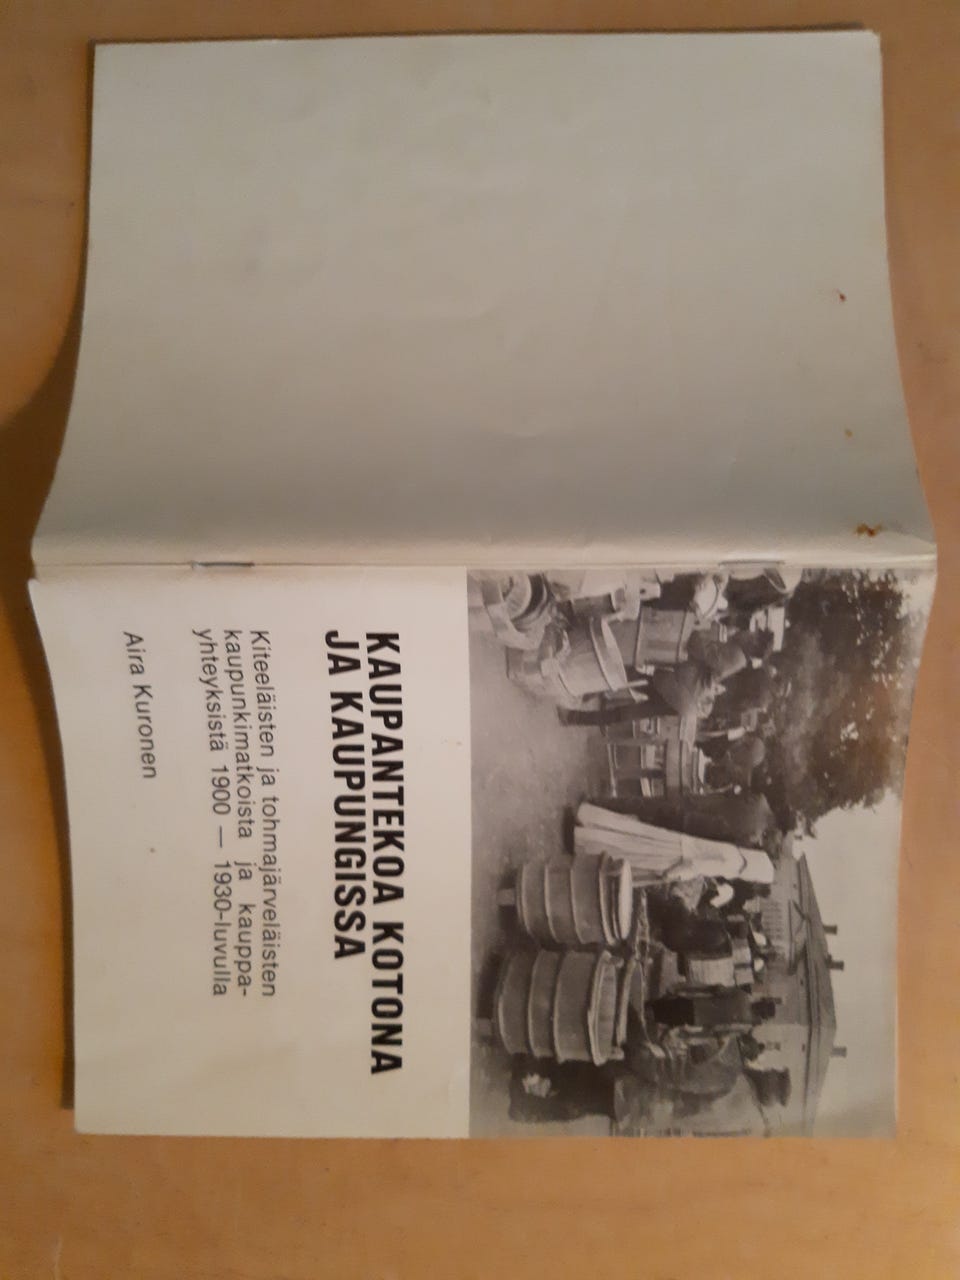 KAUPANTEKOA KOTONA
JA KAUPUNGISSA
Kiteeläisten ja tohmajärveläisten
kaupunkimatkoista ja kauppa-
yhteyksistä 1900 — 1930-luvulla
Aira Kuronen